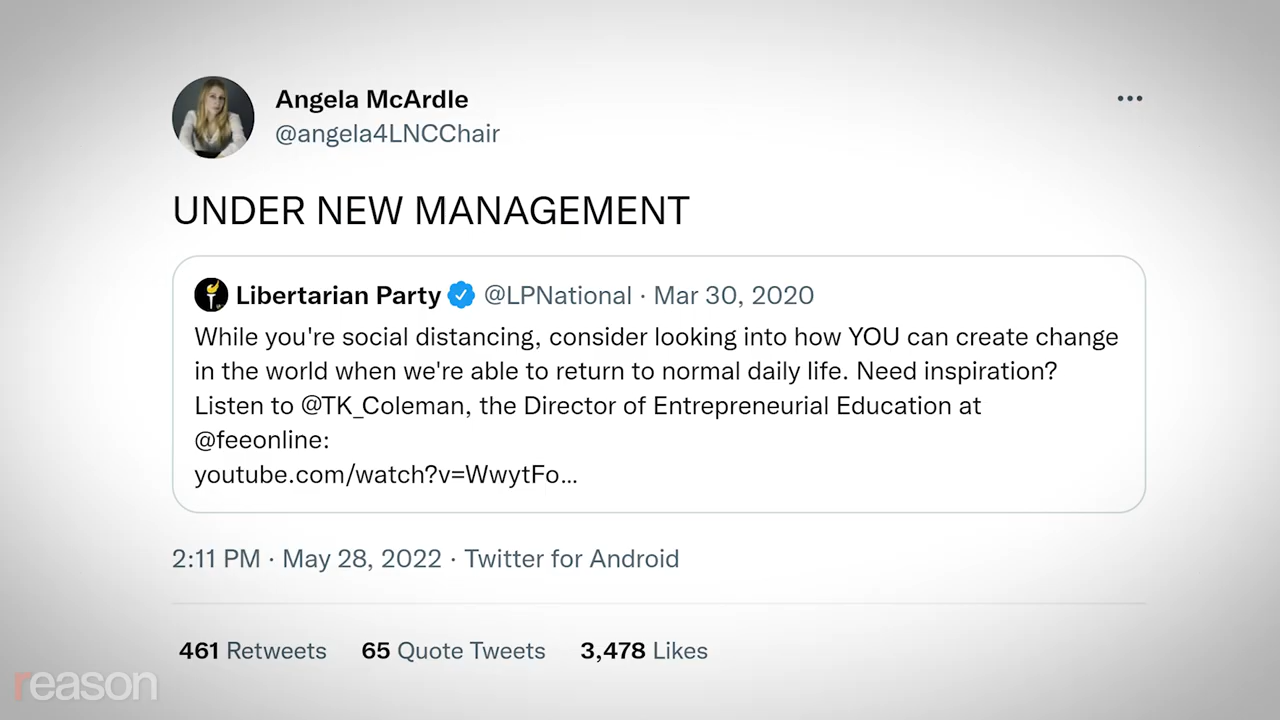 Angela McArdle
@angela4LNCChair
UNDER NEW MANAGEMENT
Libertarian Party @LPNational · Mar 30, 2020
While you're social distancing, consider looking into how YOU can create change
in the world when we're able to return to normal daily life. Need inspiration?
Listen to @TK_Coleman, the Director of Entrepreneurial Education at
@feeonline:
youtube.com/watch?v=WwytFo...
2:11 PM · May 28, 2022 · Twitter for Android
461 Retweets 65 Quote Tweets 3,478 Likes
reason